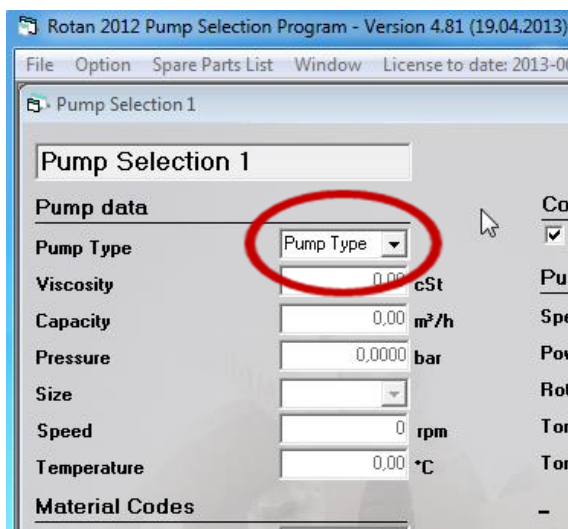 Rotan 2012 Pump Selection Program - Version 4.81 (19.04.2013)
File Option Spare Parts List Window License to date: 2013-0
Pump Selection 1
Pump Selection 1
Pump data
Co
Pump Type Pump Type
Viscosity 0,00 cSt
Pu
Capacity 0,00 m³/h
Spe
Pressure 0,0000 bar
Pow
Size
Rot
Speed 0 rpm
Tor
Temperature 0,00 °C
Tor
Material Codes